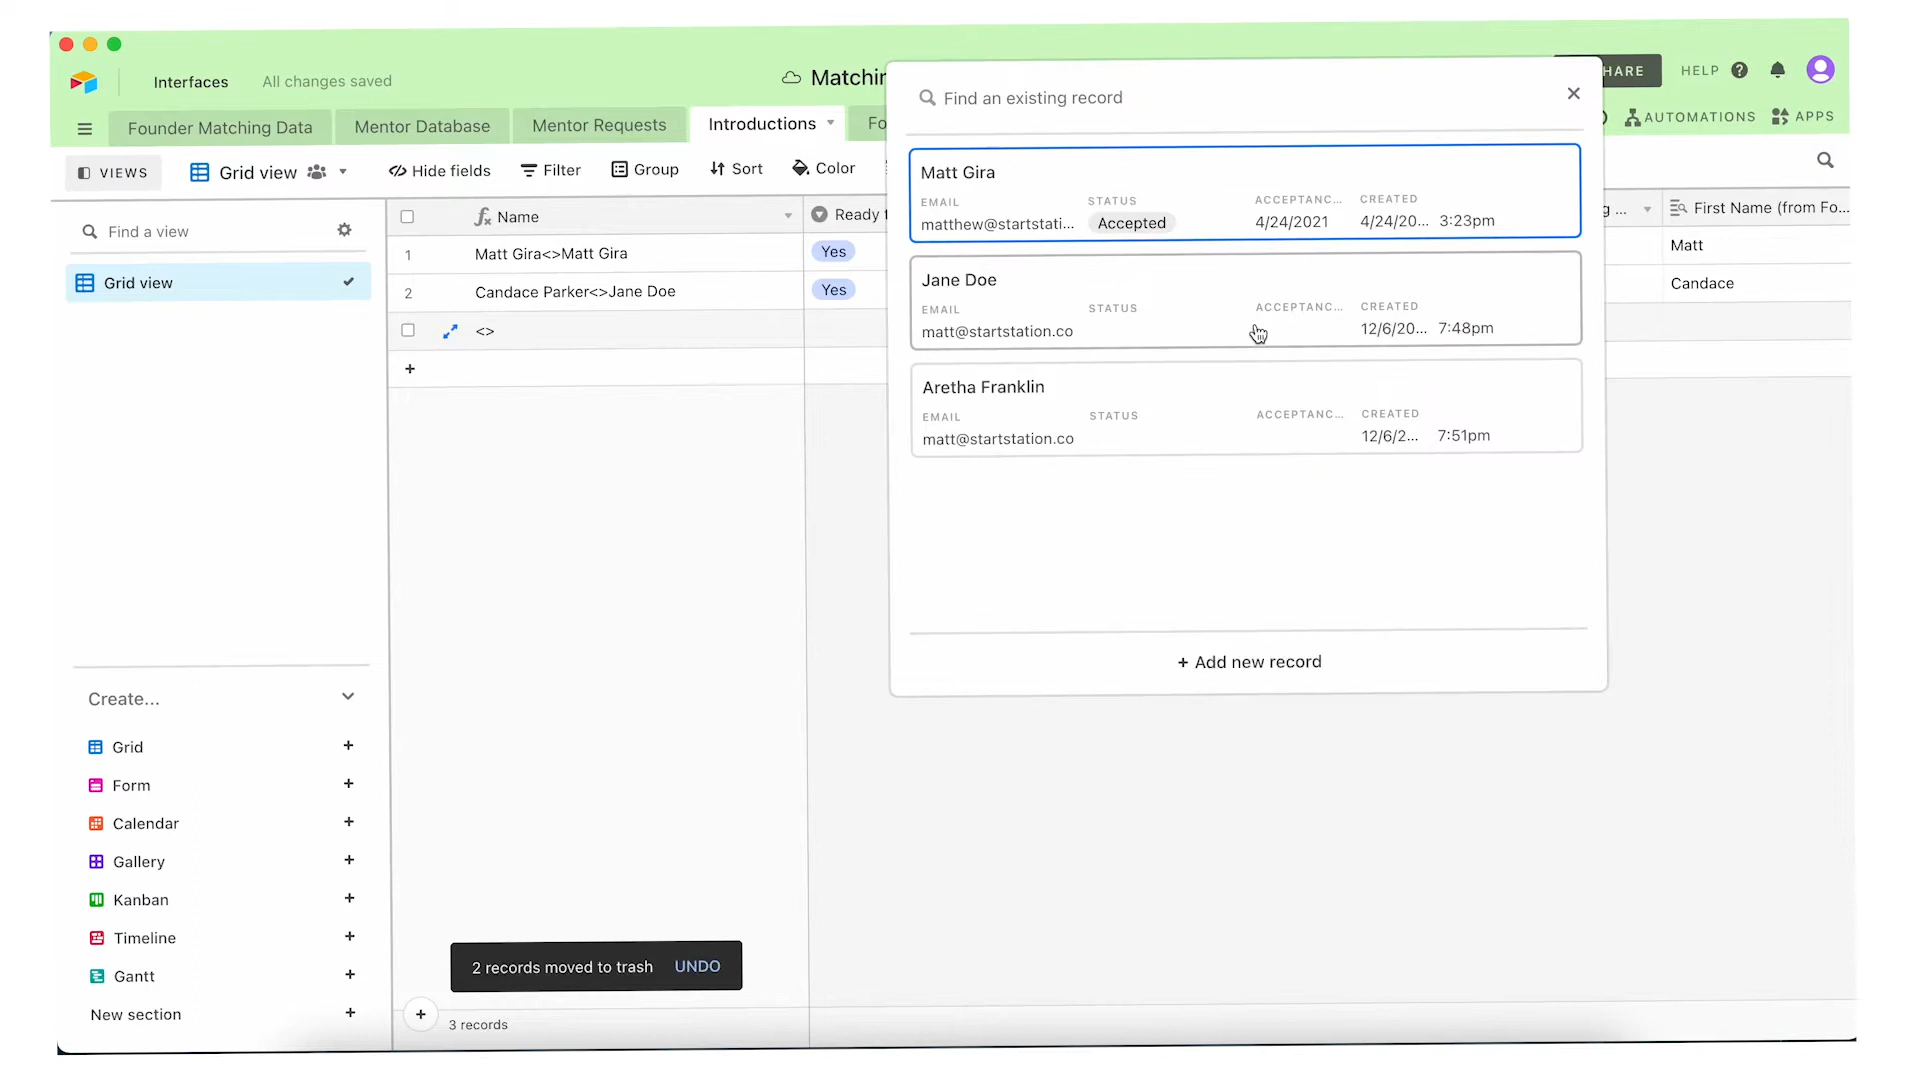 Interfaces
All changes saved
Matchin
HARE
HELP
Founder Matching Data
Mentor Database
Mentor Requests
Introductions
Fo
AUTOMATIONS
APPS
VIEWS
Grid view
Hide fields
Filter
Group
Sort
Color
Find a view
Grid view
Create...
Grid
Form
Calendar
Gallery
Kanban
Timeline
Gantt
New section
Name
Ready t
1
Matt Gira<>Matt Gira
Yes
2
Candace Parker<>Jane Doe
Yes
<>
g ...
First Name (from Fo...
Matt
Candace
Find an existing record
Matt Gira
EMAIL
STATUS
ACCEPTANC...
CREATED
matthew@startstati...
Accepted
4/24/2021
4/24/20...
3:23pm
Jane Doe
EMAIL
STATUS
ACCEPTANC...
CREATED
matt@startstation.co
12/6/20...
7:48pm
Aretha Franklin
EMAIL
STATUS
ACCEPTANC...
CREATED
matt@startstation.co
12/6/2...
7:51pm
+ Add new record
2 records moved to trash
UNDO
3 records